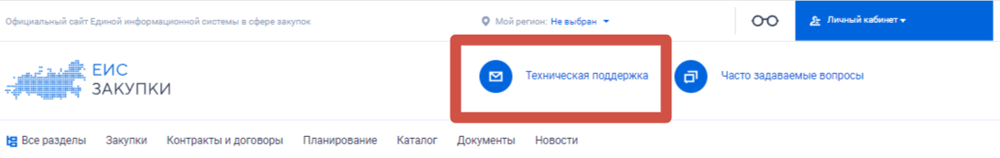 Официальный сайт Единой информационной системы в сфере закупок
Мой регион: Не выбран
Личный кабинет
ЕИС
ЗАКУПКИ
Техническая поддержка
Часто задаваемые вопросы
Все разделы Закупки Контракты и договоры Планирование Каталог Документы Новости